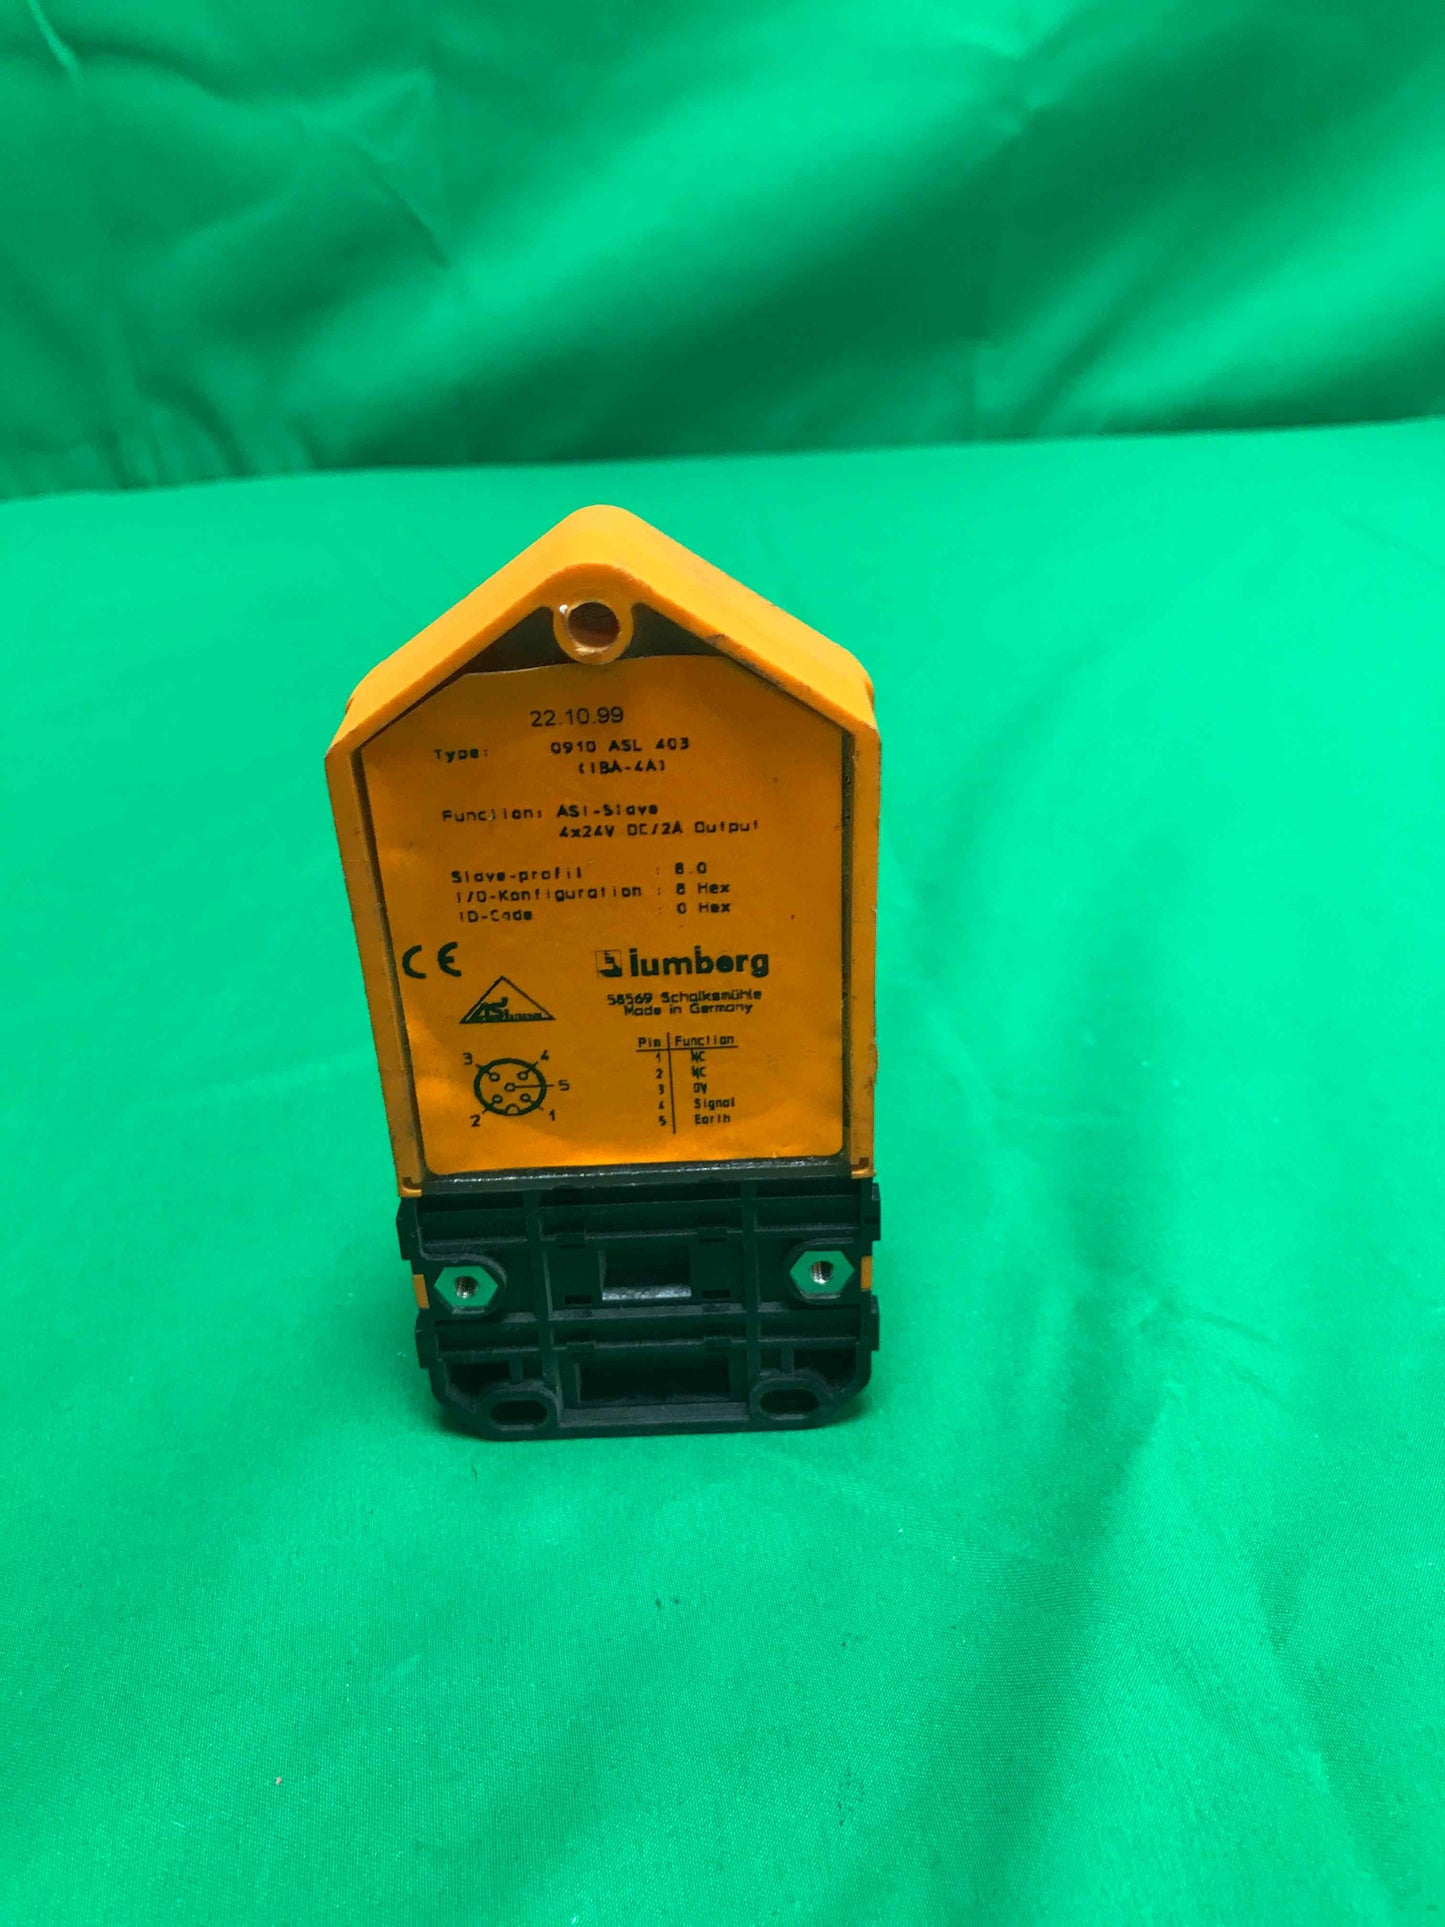 22.10.99
Type: 0910 ASL 403
(IBA-4A)
Function: ASI-Slave
4x24V DC/2A Output
Slave-profil : 8.0
I/O-Konfiguration : 8 Hex
ID-Code : 0 Hex
CE
lumberg
58569 Schalksmühle
Made in Germany
ASi
Pin Function
1 NC
2 NC
3 0V
4 Signal
5 Earth
3 4
5
2 1